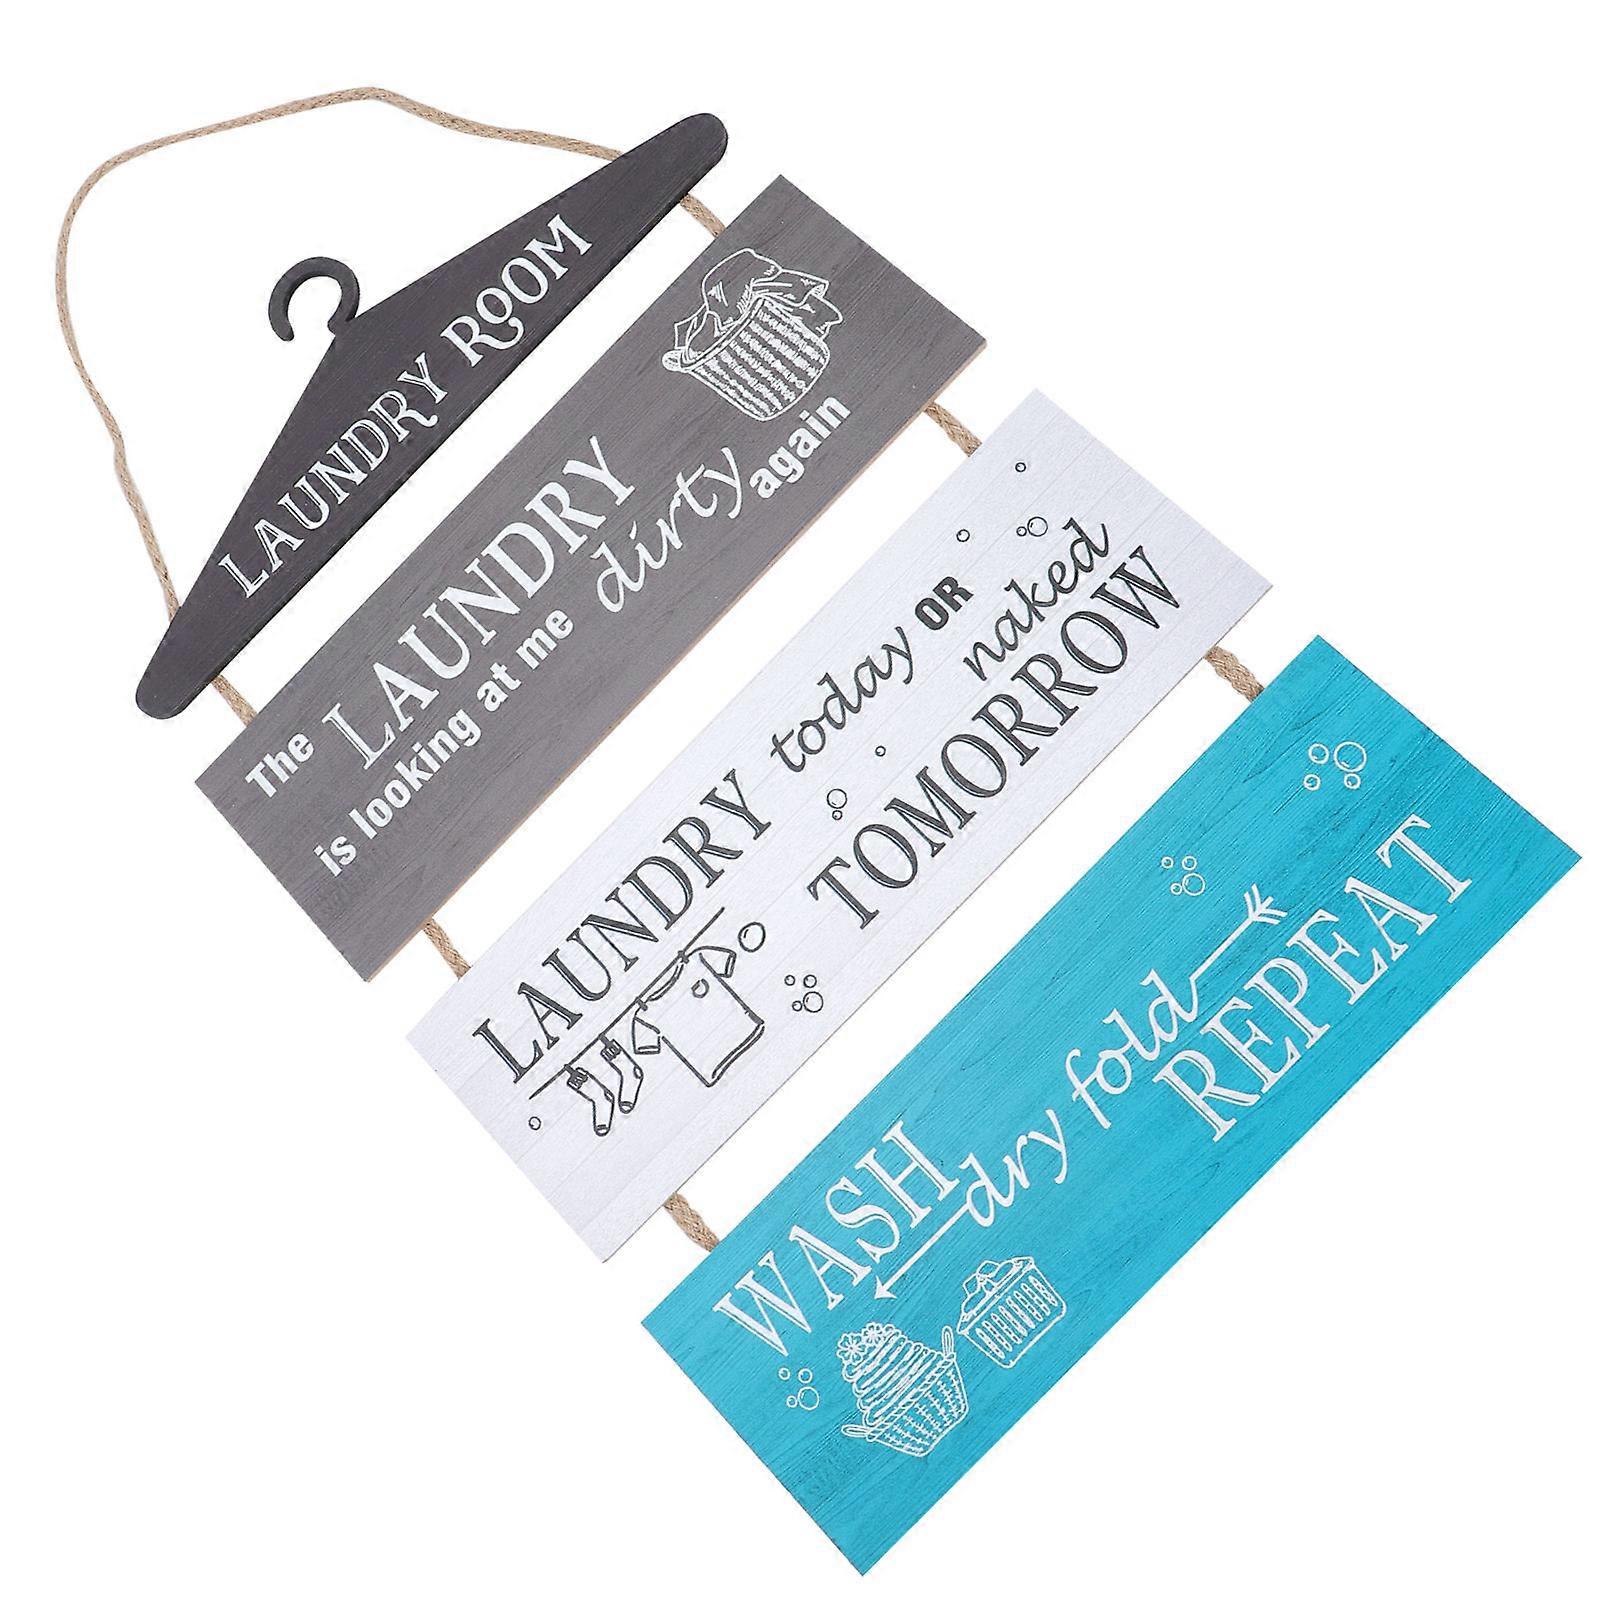 LAUNDRY ROOM
The LAUNDRY
is looking at me dirty again
LAUNDRY today OR naked
TOMORROW
WASH
dry fold
REPEAT